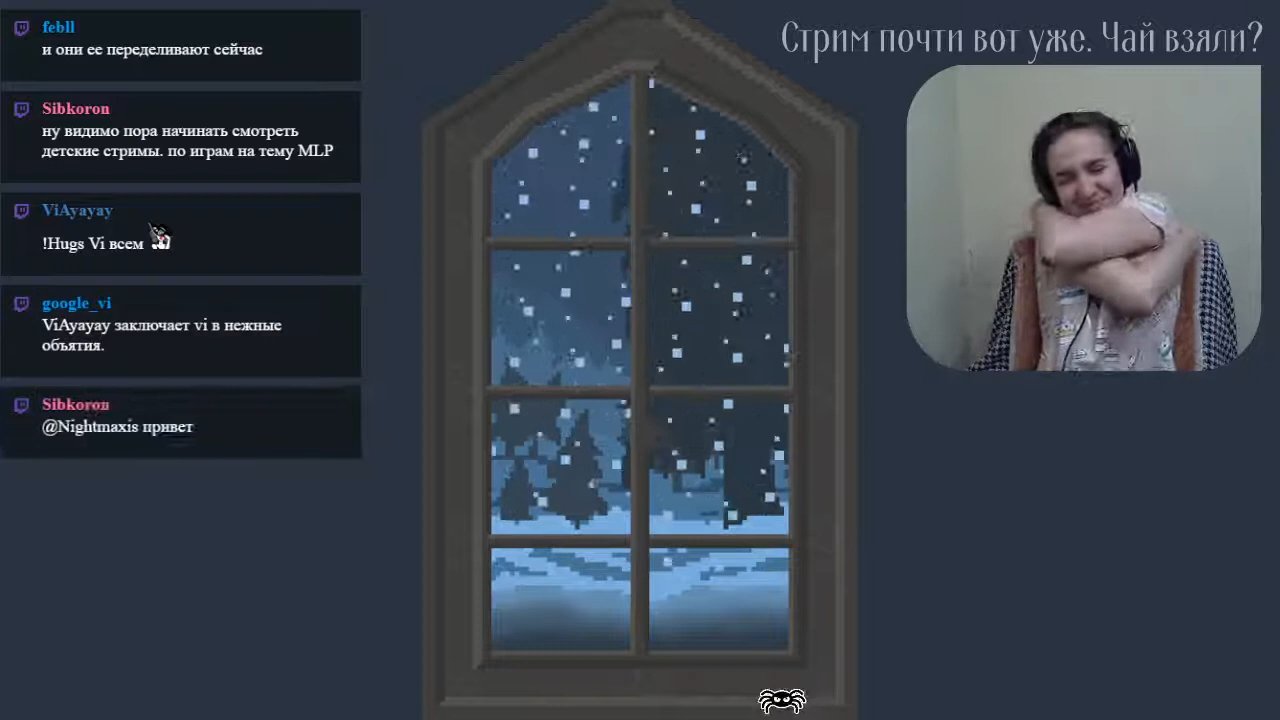 febll
и они ее переделивают сейчас
Sibkoron
ну видимо пора начинать смотреть
детские стримы. по играм на тему MLP
ViAyayay
!Hugs Vi всем
google_vi
ViAyayay заключает vi в нежные
объятия.
Sibkoron
@Nightmaxis привет
Стрим почти вот уже. Чай взяли?